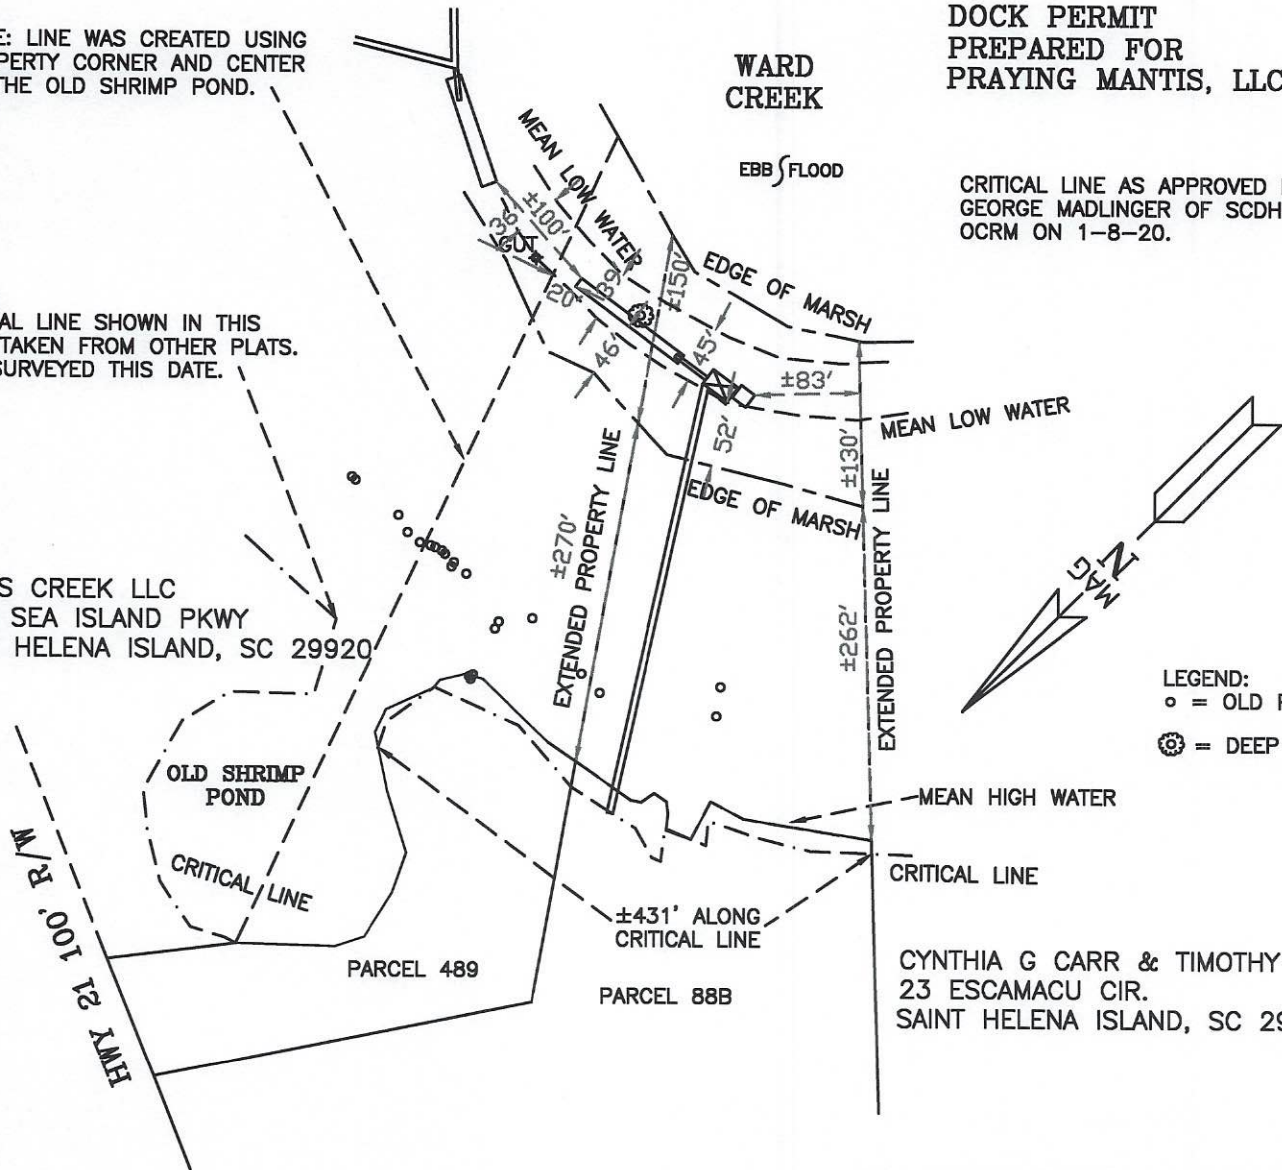 E: LINE WAS CREATED USING
PERTY CORNER AND CENTER
THE OLD SHRIMP POND.
DOCK PERMIT
PREPARED FOR
PRAYING MANTIS, LLC
WARD
CREEK
EBB FLOOD
CRITICAL LINE AS APPROVED
GEORGE MADLINGER OF SCDH
OCRM ON 1-8-20.
MEAN LOW WATER
±100'
36'
GUT
20'
39'
±150'
EDGE OF MARSH
46'
45'
±83'
AL LINE SHOWN IN THIS
TAKEN FROM OTHER PLATS.
SURVEYED THIS DATE.
MEAN LOW WATER
52'
±130'
EDGE OF MARSH
±270'
EXTENDED PROPERTY LINE
±262'
EXTENDED PROPERTY LINE
MAG
N
S CREEK LLC
SEA ISLAND PKWY
HELENA ISLAND, SC 29920
LEGEND:
o = OLD
= DEEP
OLD SHRIMP
POND
CRITICAL LINE
MEAN HIGH WATER
CRITICAL LINE
±431' ALONG
CRITICAL LINE
HWY 21 100' R/W
PARCEL 489
PARCEL 88B
CYNTHIA G CARR & TIMOTHY
23 ESCAMACU CIR.
SAINT HELENA ISLAND, SC 29